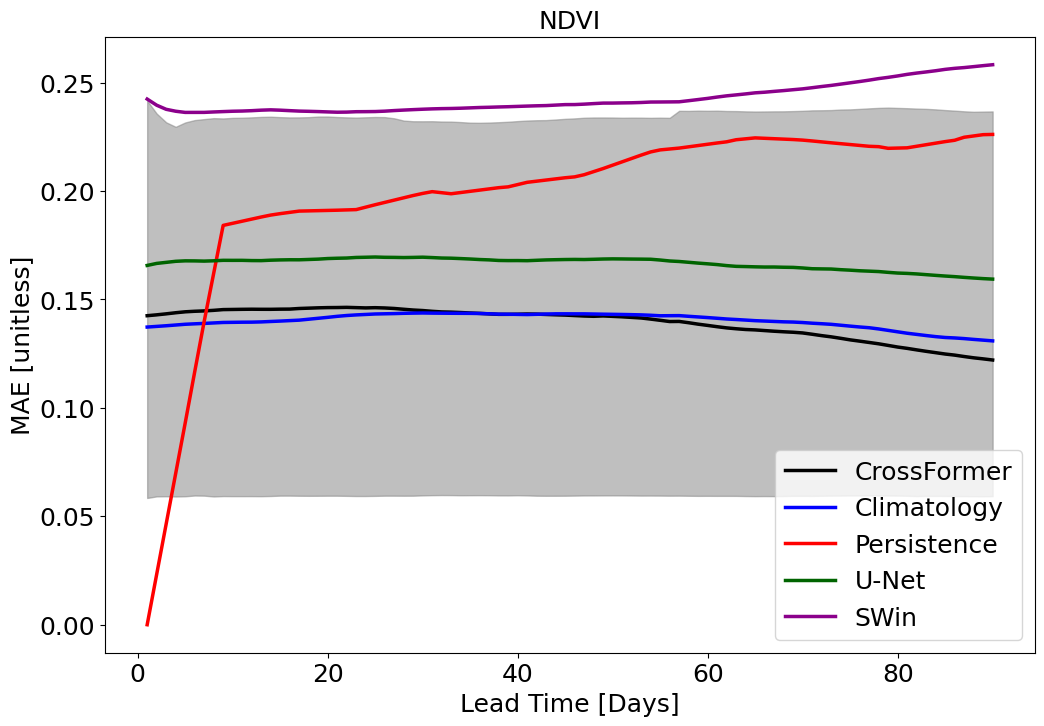 NDVI
0.25
0.20
0.15
0.10
0.05
0.00
MAE [unitless]
0
20
40
60
80
Lead Time [Days]
CrossFormer
Climatology
Persistence
U-Net
SWin